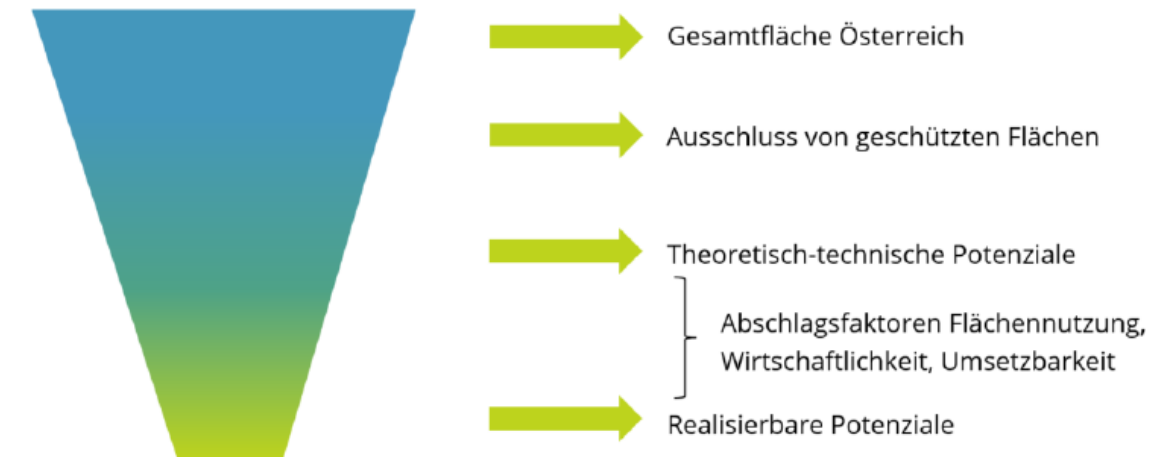 Gesamtfläche Österreich
Ausschluss von geschützten Flächen
Theoretisch-technische Potenziale
Abschlagsfaktoren Flächennutzung,
Wirtschaftlichkeit, Umsetzbarkeit
Realisierbare Potenziale